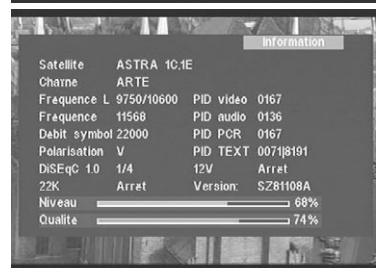 Information
Satellite ASTRA 1C,1E
Chaîne ARTE
Frequence L 9750/10600 PID video 0167
Frequence 11568 PID audio 0136
Debit symbol 22000 PID PCR 0167
Polarisation V PID TEXT 0071|8191
DiSEqC 1.0 1/4 12V Arret
22K Arret Version: SZ81108A
Niveau 68%
Qualite 74%